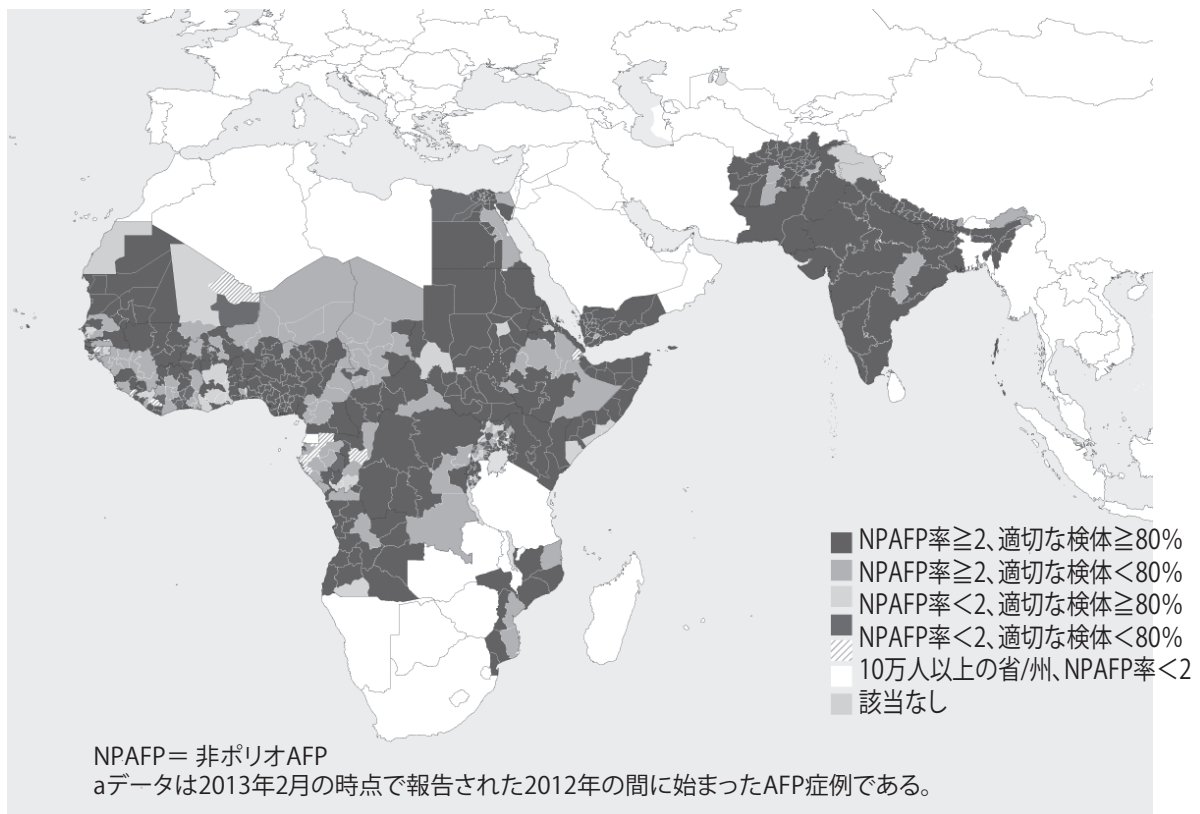 NPAFP率≧2、適切な検体≧80%
NPAFP率≧2、適切な検体<80%
NPAFP率<2、適切な検体≧80%
NPAFP率<2、適切な検体<80%
10万人以上の省/州、NPAFP率<2
該当なし
NPAFP= 非ポリオAFP
aデータは2013年2月の時点で報告された2012年の間に始まったAFP症例である。